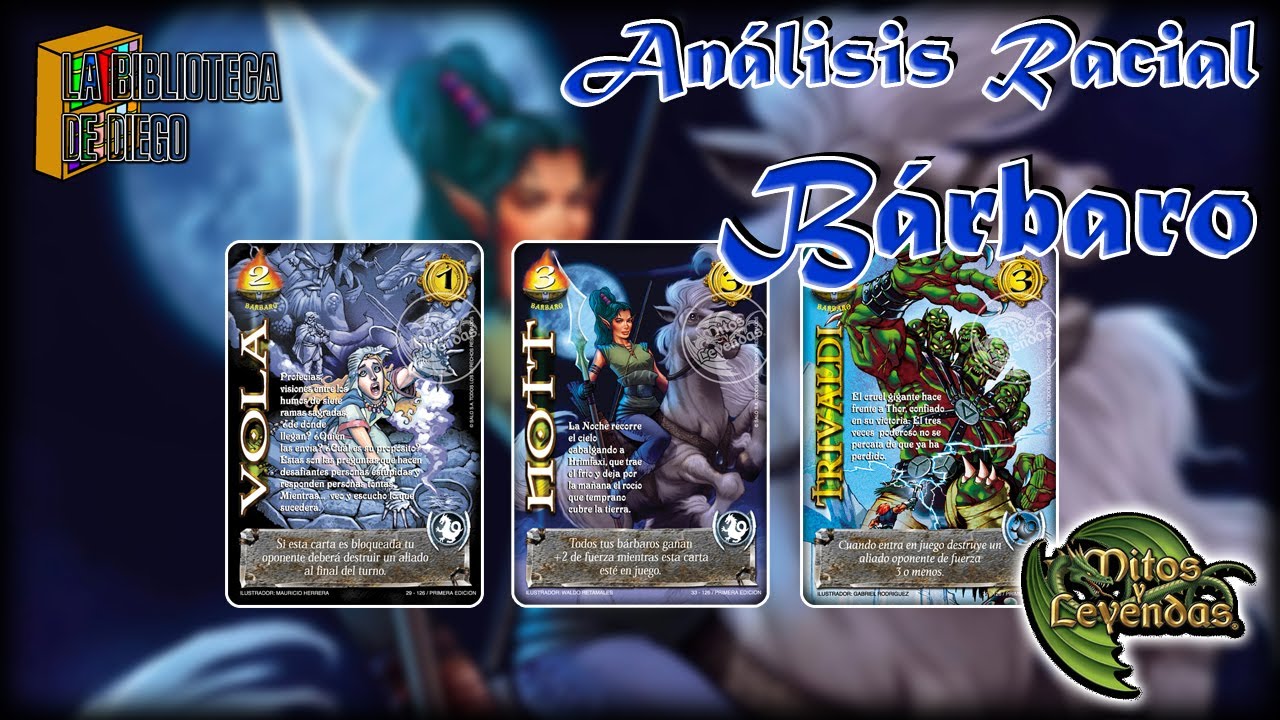 LA BIBLIOTECA
DE DIEGO
Análisis Racial
Bárbaro
2
BÁRBARO
1
VOLA
Profecías,
visiones entre los
humos de siete
ramas sagradas.
¿de donde
llegan? ¿Quién
las envía? ¿Cuál es su propósito?
Estas son las preguntas que hacen
desafiantes personas estúpidas y
responden personas tontas.
Mientras... veo y escucho lo que
sucederá.
Si esta carta es bloqueada tu
oponente deberá destruir un aliado
al final del turno.
ILUSTRADOR: MAURICIO HERRERA
29 - 126 / PRIMERA EDICION
3
BÁRBARO
3
NOTT
La Noche recorre
el cielo
cabalgando a
Hrimfaxi, que trae
el frío y deja por
la mañana el rocío
que temprano
cubre la tierra.
Todos tus bárbaros ganan
+2 de fuerza mientras esta carta
esté en juego.
ILUSTRADOR: WALDO RETAMALES
33 - 126 / PRIMERA EDICION
BÁRBARO
3
TRIVALDI
El cruel gigante hace
frente a Thor, confiado
en su victoria. El tres
veces poderoso no se
percata de que ya ha
perdido.
Cuando entra en juego destruye un
aliado oponente de fuerza
3 o menos.
ILUSTRADOR: GABRIEL RODRIGUEZ
Mitos
y
Leyendas